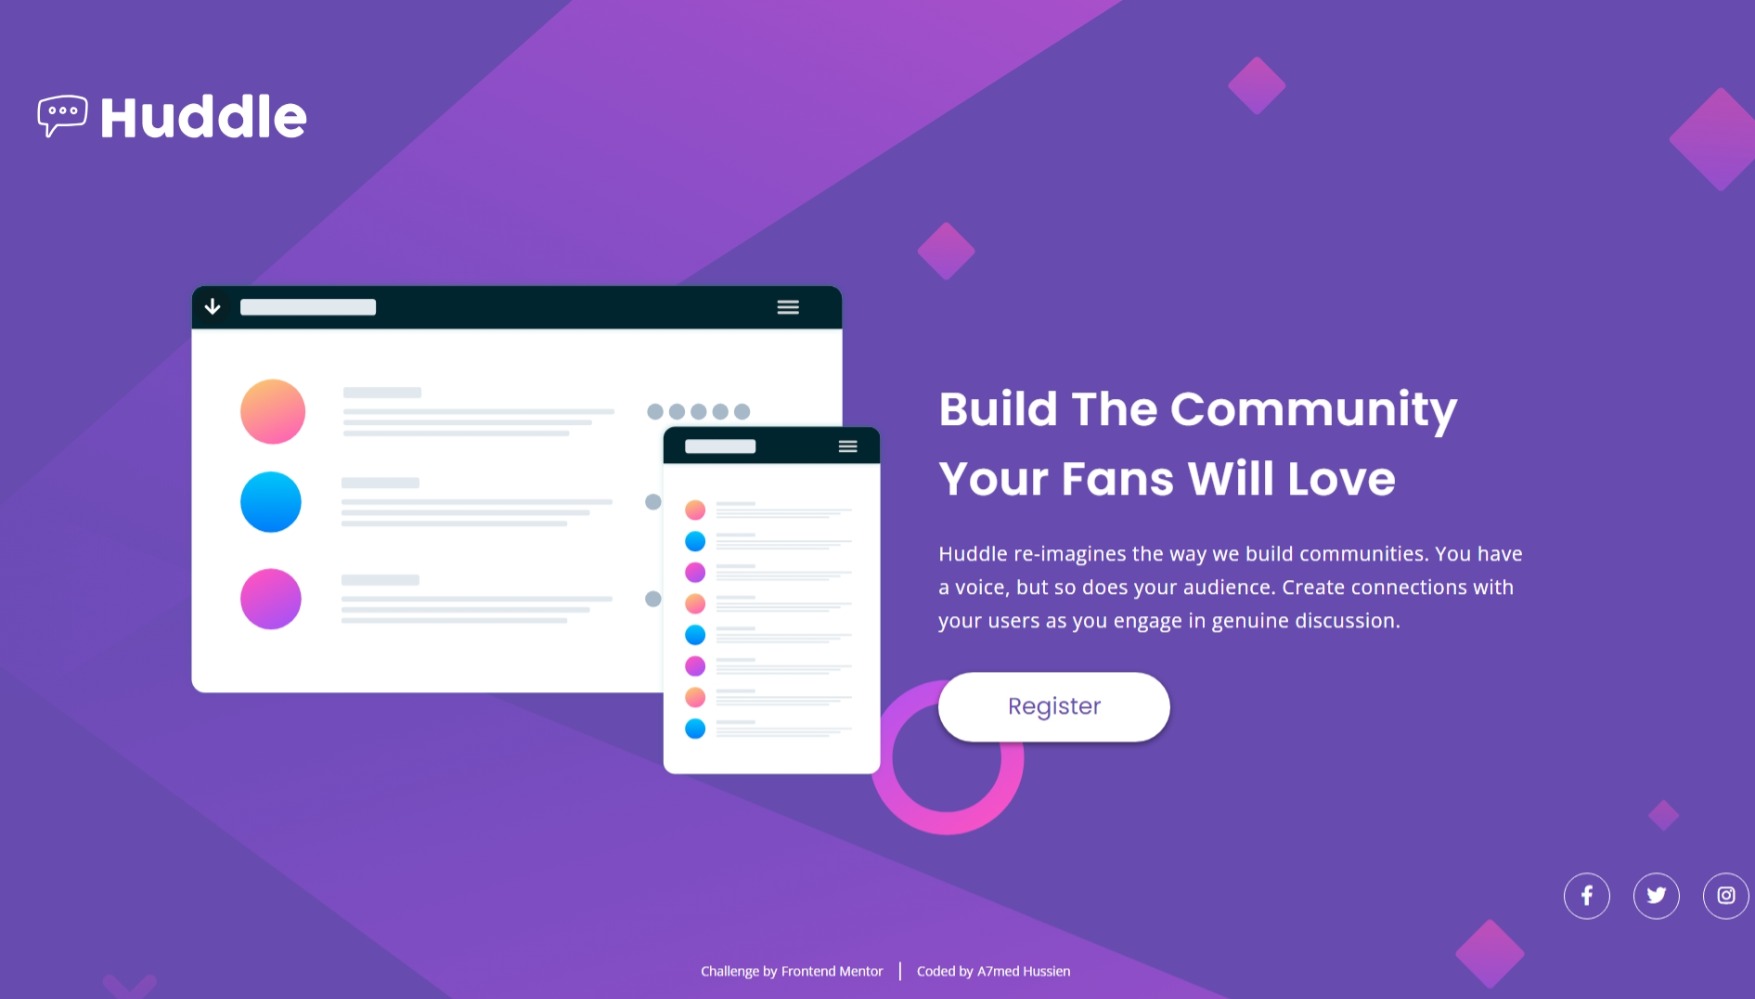 Huddle
Build The Community
Your Fans Will Love
Huddle re-imagines the way we build communities. You have
a voice, but so does your audience. Create connections with
your users as you engage in genuine discussion.
Register
Challenge by Frontend Mentor | Coded by A7med Hussien